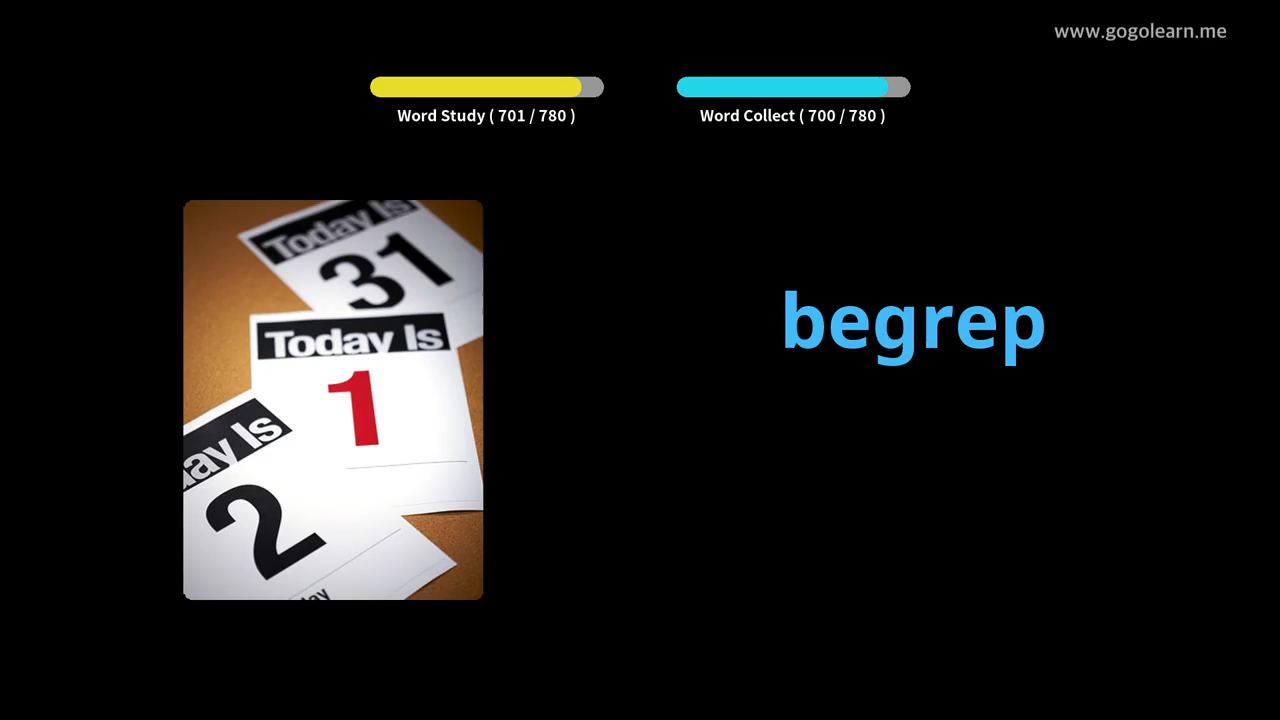 www.gogolearn.me
Word Study ( 701 / 780 )
Word Collect ( 700 / 780 )
Today Is
31
Today Is
1
ay Is
2
ay
begrep